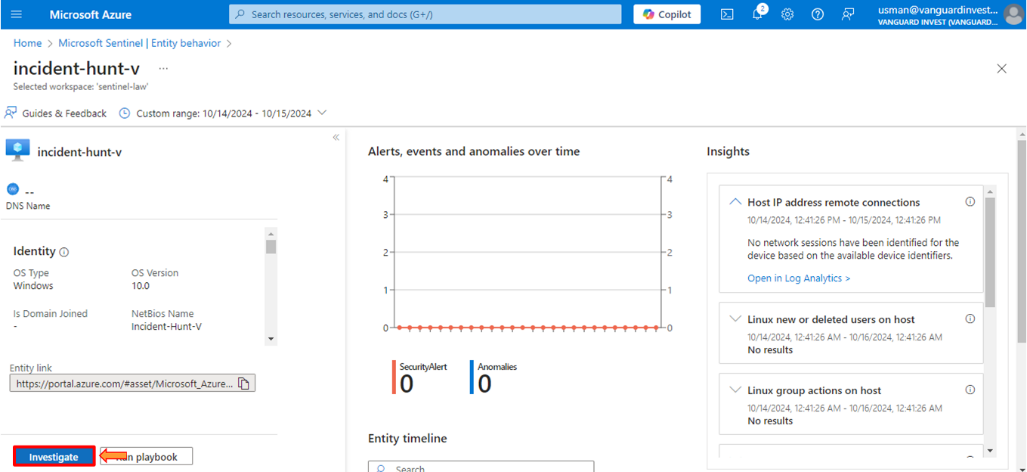 Microsoft Azure
Search resources, services, and docs (G+/)
Copilot
2
usman@vanguardinvest...
VANGUARD INVEST (VANGUARD...
Home > Microsoft Sentinel | Entity behavior >
incident-hunt-v ...
Selected workspace: 'sentinel-law'
Guides & Feedback
Custom range: 10/14/2024 - 10/15/2024
incident-hunt-v
--
DNS Name
Identity
OS Type
OS Version
Windows
10.0
Is Domain Joined
NetBios Name
-
Incident-Hunt-V
Entity link
https://portal.azure.com/#asset/Microsoft_Azure...
Investigate
playbook
Alerts, events and anomalies over time
4
4
3
3
2
2
1
1
0
0
SecurityAlert
0
Anomalies
0
Entity timeline
Search
Insights
Host IP address remote connections
10/14/2024, 12:41:26 PM - 10/15/2024, 12:41:26 PM
No network sessions have been identified for the
device based on the available device identifiers.
Open in Log Analytics >
Linux new or deleted users on host
10/14/2024, 12:41:26 AM - 10/16/2024, 12:41:26 AM
No results
Linux group actions on host
10/14/2024, 12:41:26 AM - 10/16/2024, 12:41:26 AM
No results